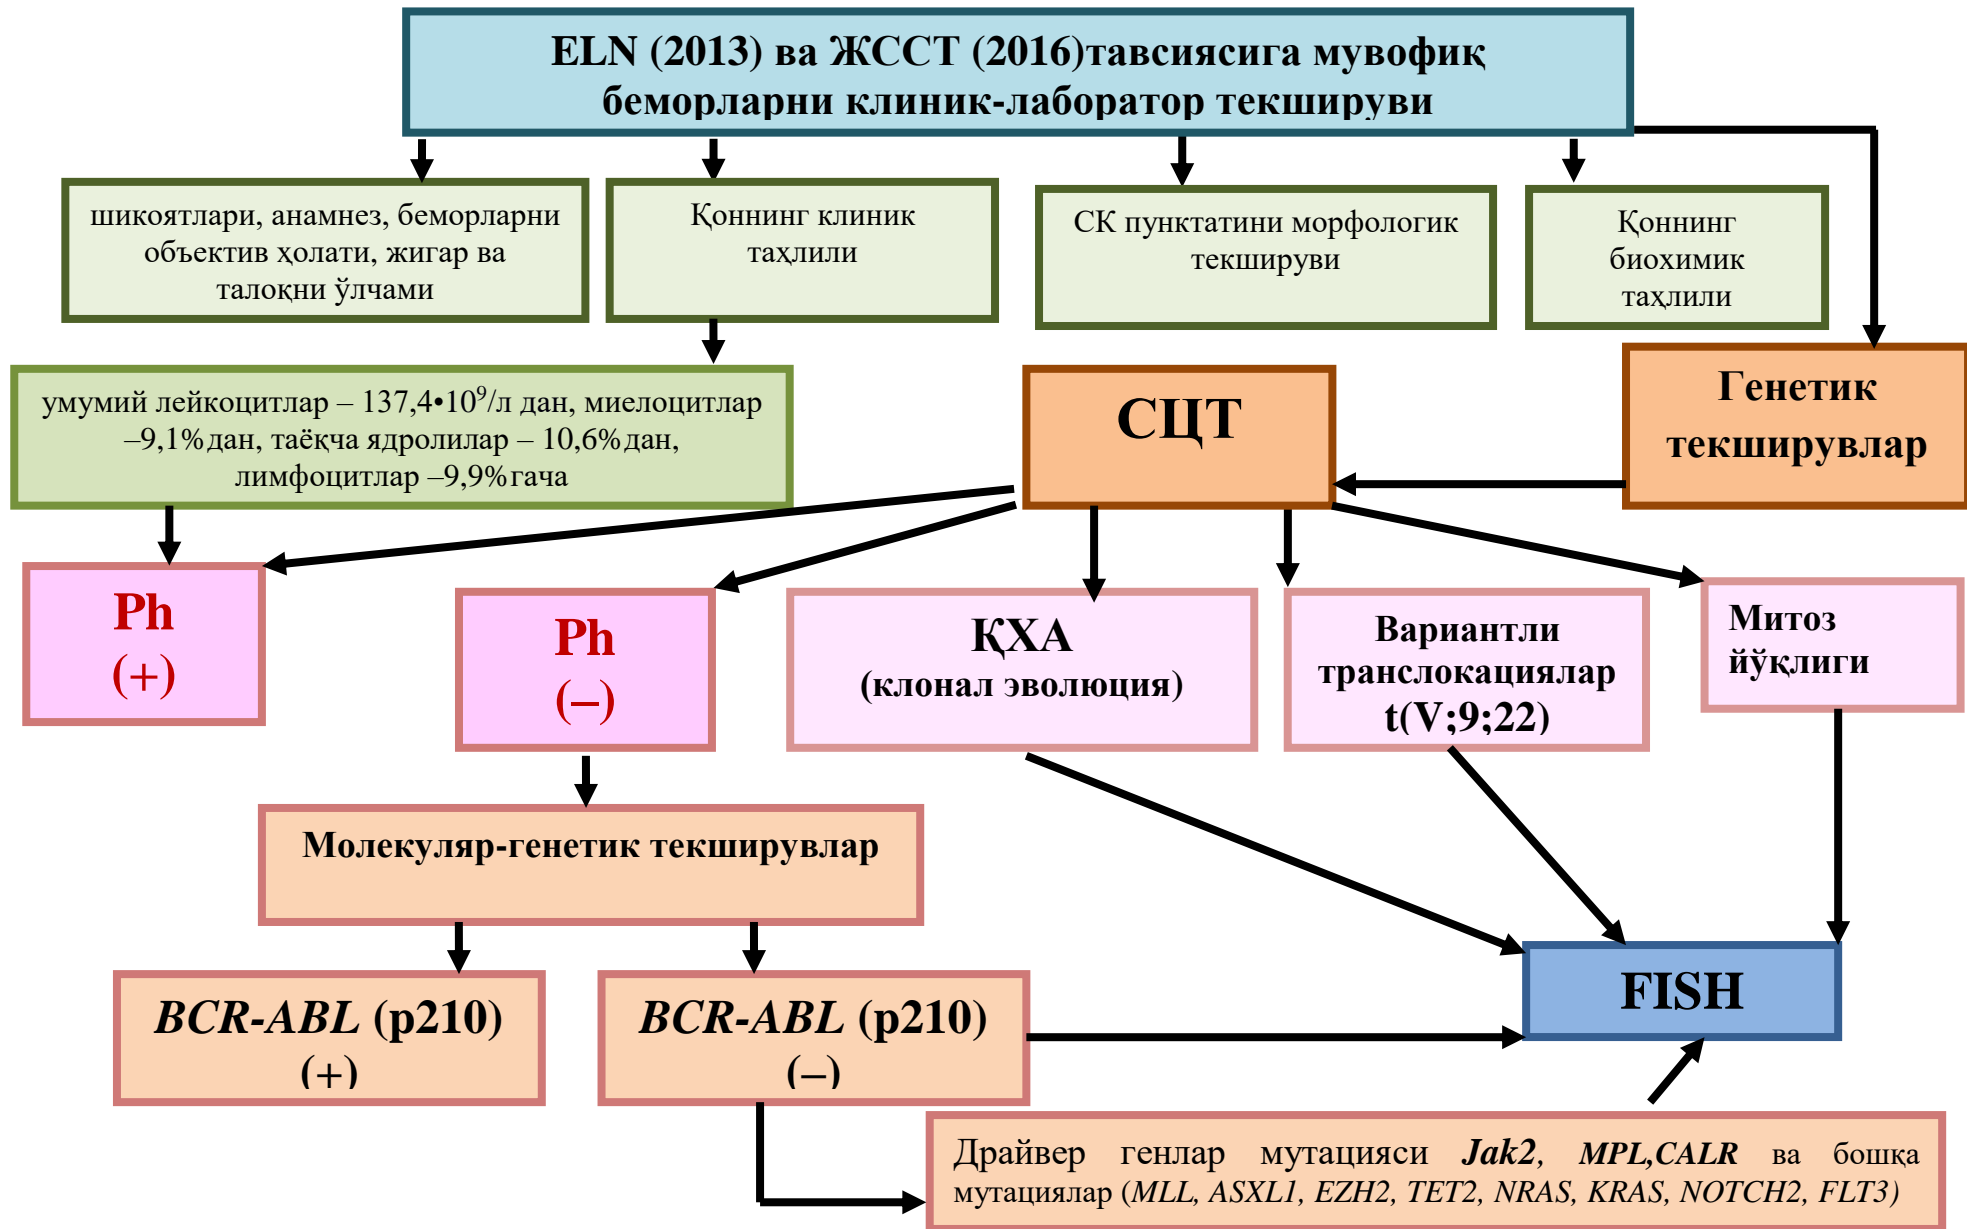 ELN (2013) ва ЖССТ (2016)тавсиясига мувофиқ
беморларни клиник-лаборатор текшируви
шикоятлари, анамнез, беморларни
объектив ҳолати, жигар ва
талоқни ўлчами
Қоннинг клиник
таҳлили
СК пунктатини морфологик
текшируви
Қоннинг
биохимик
таҳлили
умумий лейкоцитлар – 137,4•10⁹/л дан, миелоцитлар
–9,1%дан, таёқча ядролилар – 10,6%дан,
лимфоцитлар –9,9%гача
СЦТ
Генетик
текширувлар
Ph
(+)
Ph
(–)
ҚХА
(клонал эволюция)
Вариантли
транслокациялар
t(V;9;22)
Митоз
йўқлиги
Молекуляр-генетик текширувлар
BCR-ABL (p210)
(+)
BCR-ABL (p210)
(–)
FISH
Драйвер генлар мутацияси Jak2, MPL,CALR ва бошқа
мутациялар (MLL, ASXL1, EZH2, TET2, NRAS, KRAS, NOTCH2, FLT3)